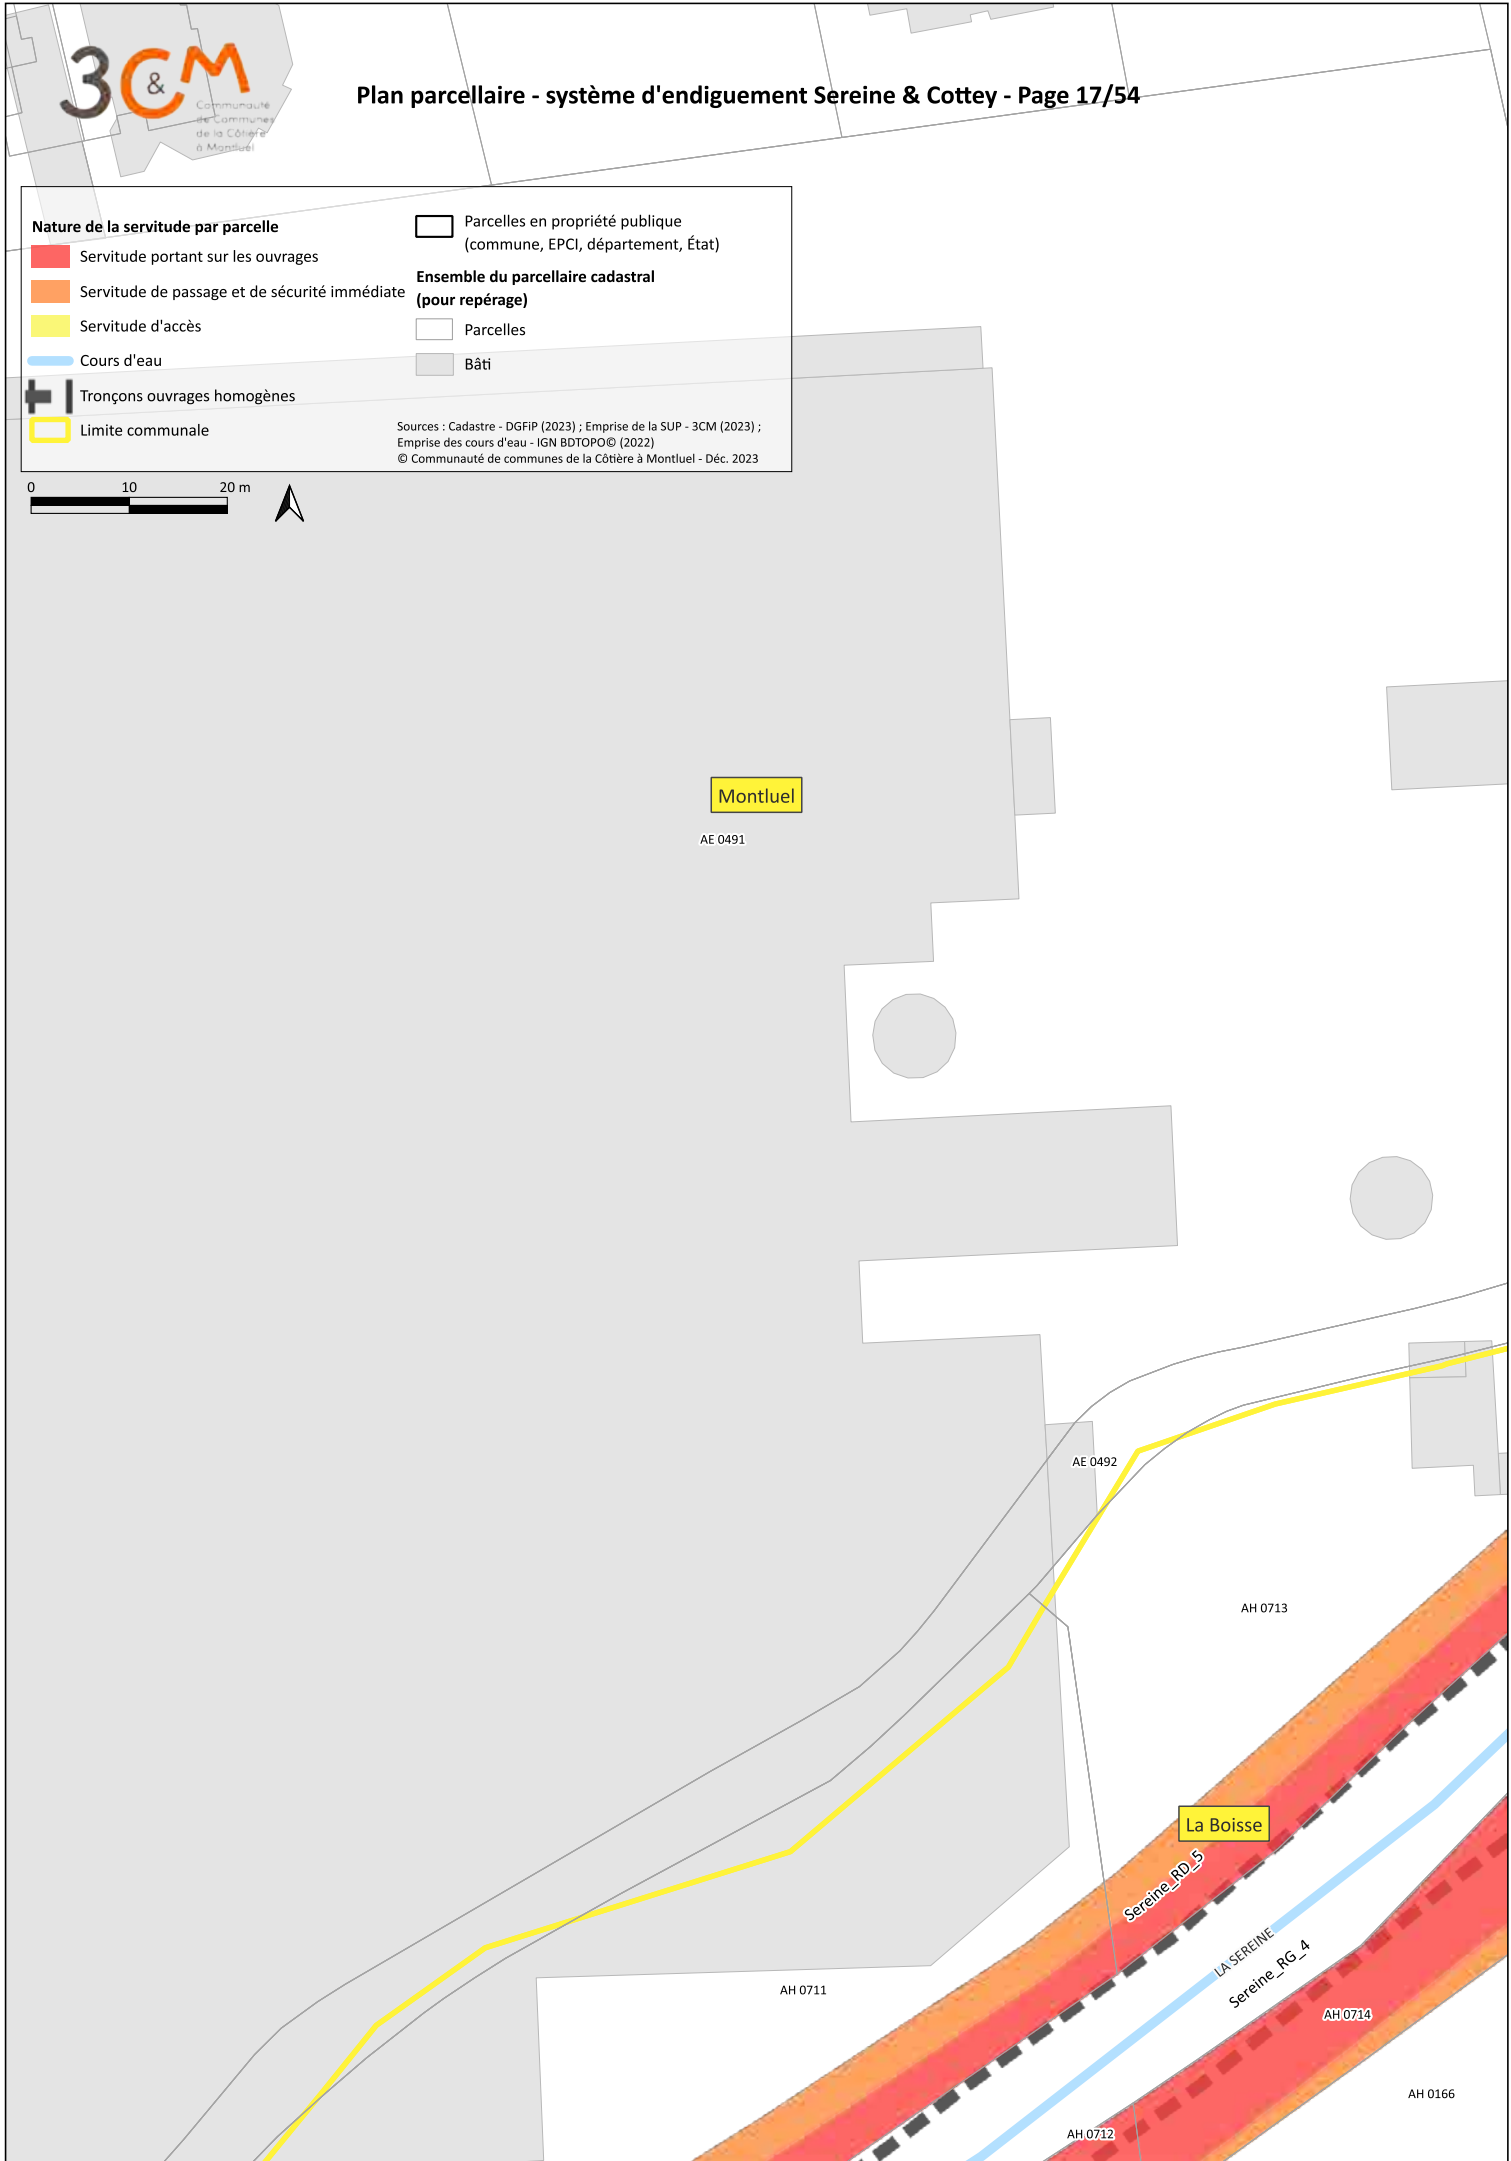 3C&M
Communauté
de Communes
de la Côtière
à Montluel
Plan parcellaire - système d'endiguement Sereine & Cottey - Page 17/54
Nature de la servitude par parcelle
Servitude portant sur les ouvrages
Servitude de passage et de sécurité immédiate
Servitude d'accès
Cours d'eau
Tronçons ouvrages homogènes
Limite communale
Parcelles en propriété publique
(commune, EPCI, département, État)
Ensemble du parcellaire cadastral
(pour repérage)
Parcelles
Bâti
Sources : Cadastre - DGFiP (2023) ; Emprise de la SUP - 3CM (2023) ;
Emprise des cours d'eau - IGN BDTOPO© (2022)
© Communauté de communes de la Côtière à Montluel - Déc. 2023
0 10 20 m
Montluel
AE 0491
AE 0492
AH 0713
La Boisse
Sereine_RD_5
LA SEREINE
Sereine_RG_4
AH 0711
AH 0714
AH 0166
AH 0712